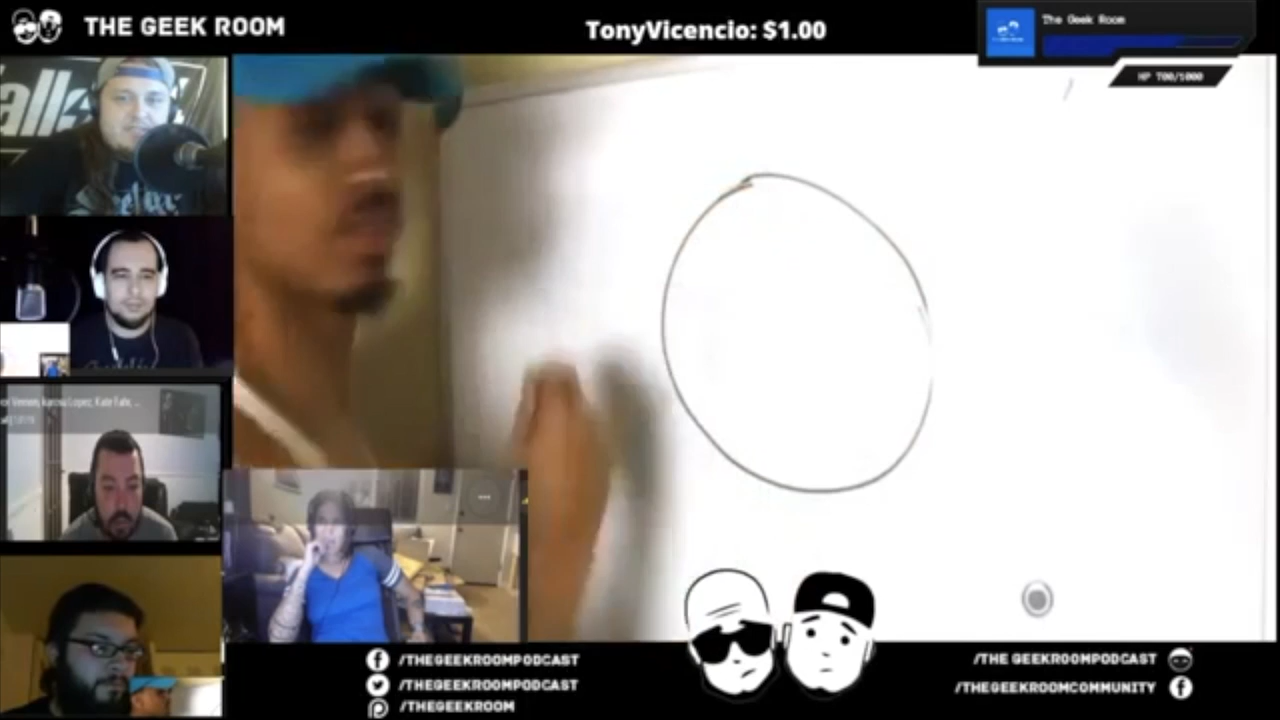 THE GEEK ROOM
TonyVicencio: $1.00
The Geek Room
HP 700/1000
/THEGEEKROOMPODCAST
/THEGEEKROOMPODCAST
/THEGEEKROOM
/THE GEEKROOMPODCAST
/THEGEEKROOMCOMMUNITY